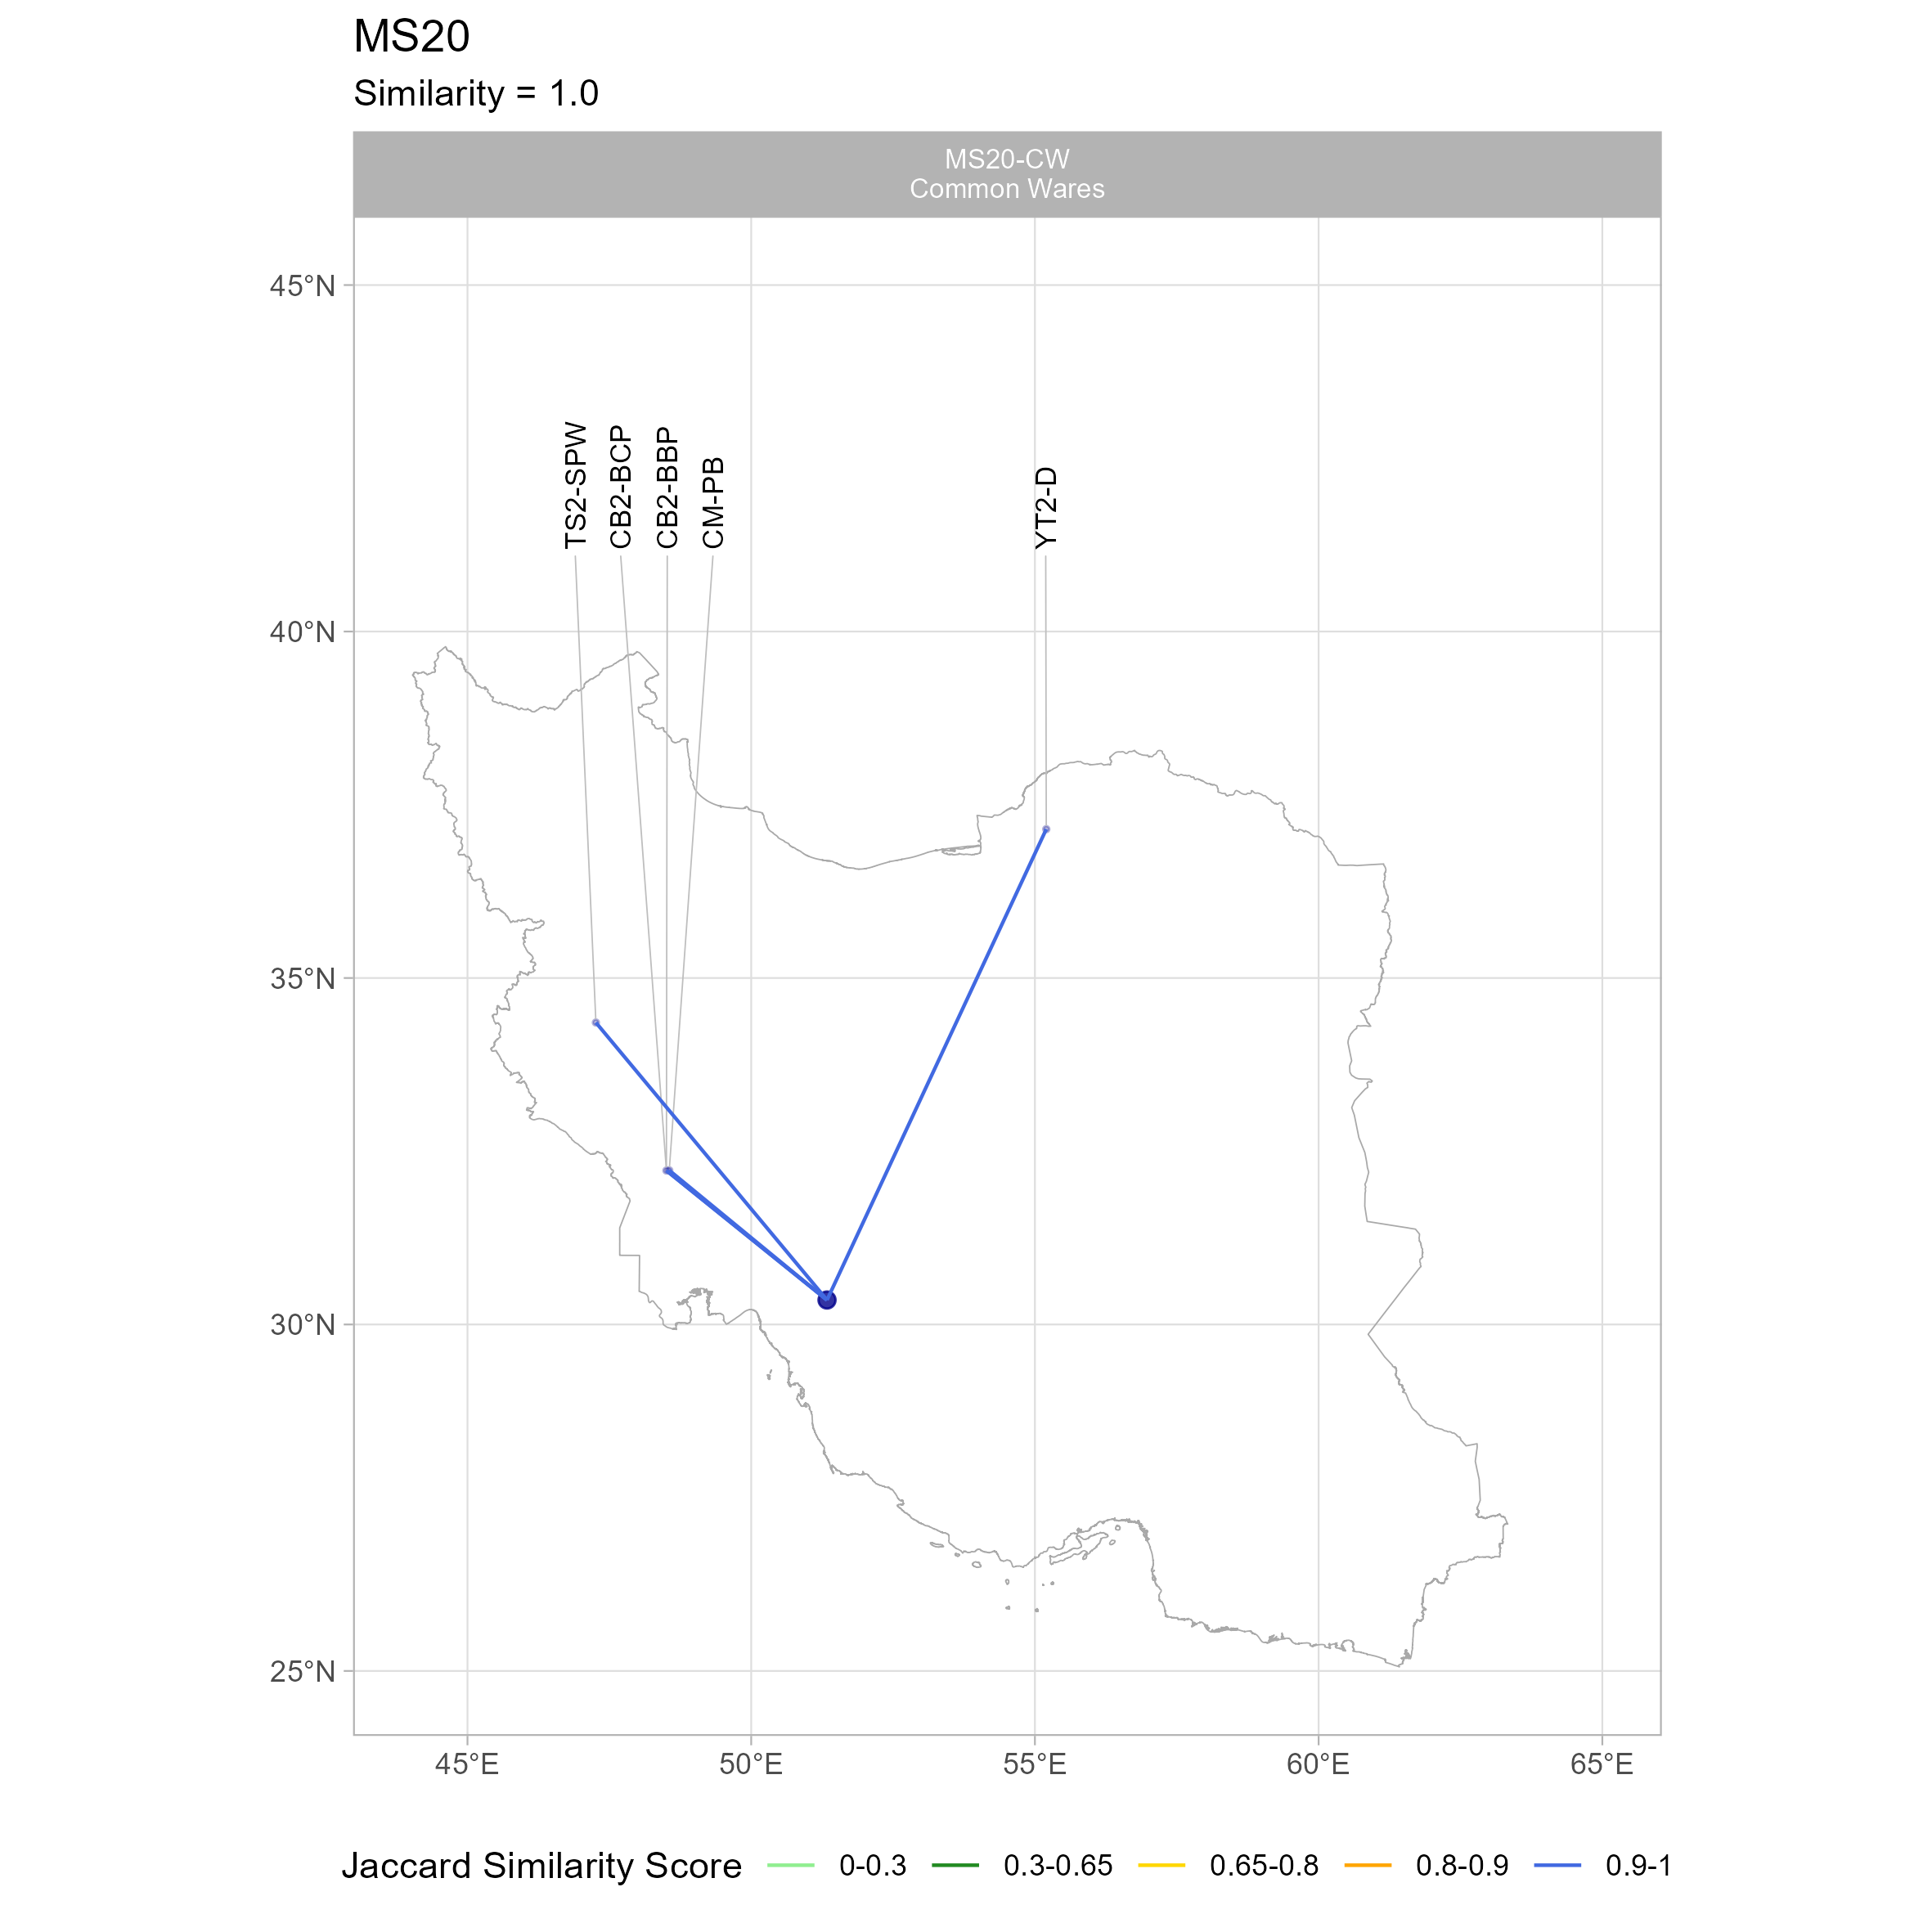 MS20
Similarity = 1.0
MS20-CW
Common Wares
45°N
40°N
35°N
30°N
25°N
TS2-SPW
CB2-BCP
CB2-BBP
CM-PB
YT2-D
45°E
50°E
55°E
60°E
65°E
Jaccard Similarity Score 0-0.3 0.3-0.65 0.65-0.8 0.8-0.9 0.9-1